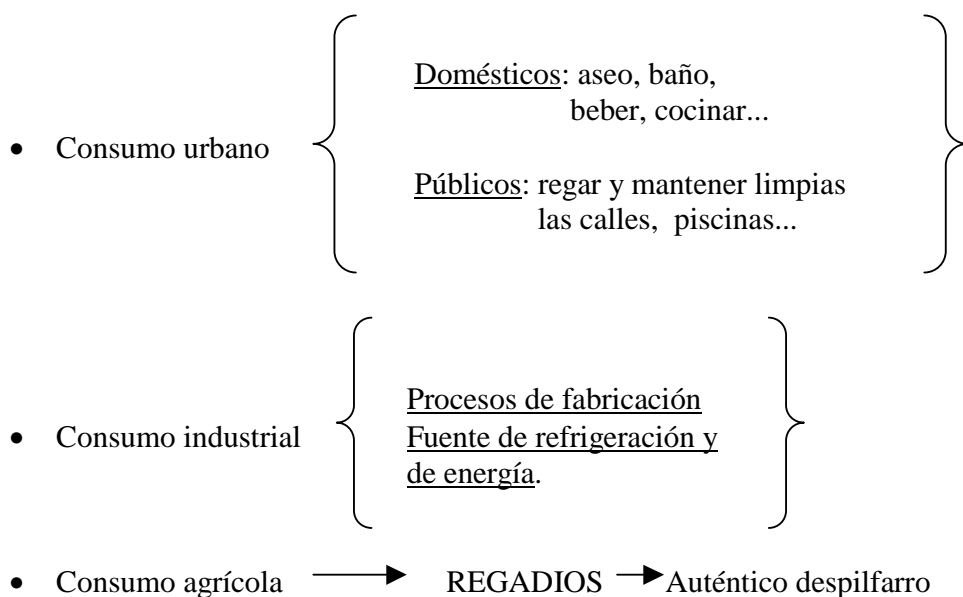 Domésticos: aseo, baño,
beber, cocinar...
• Consumo urbano
Públicos: regar y mantener limpias
las calles, piscinas...
Procesos de fabricación
• Consumo industrial Fuente de refrigeración y
de energía.
• Consumo agrícola REGADIOS Auténtico despilfarro